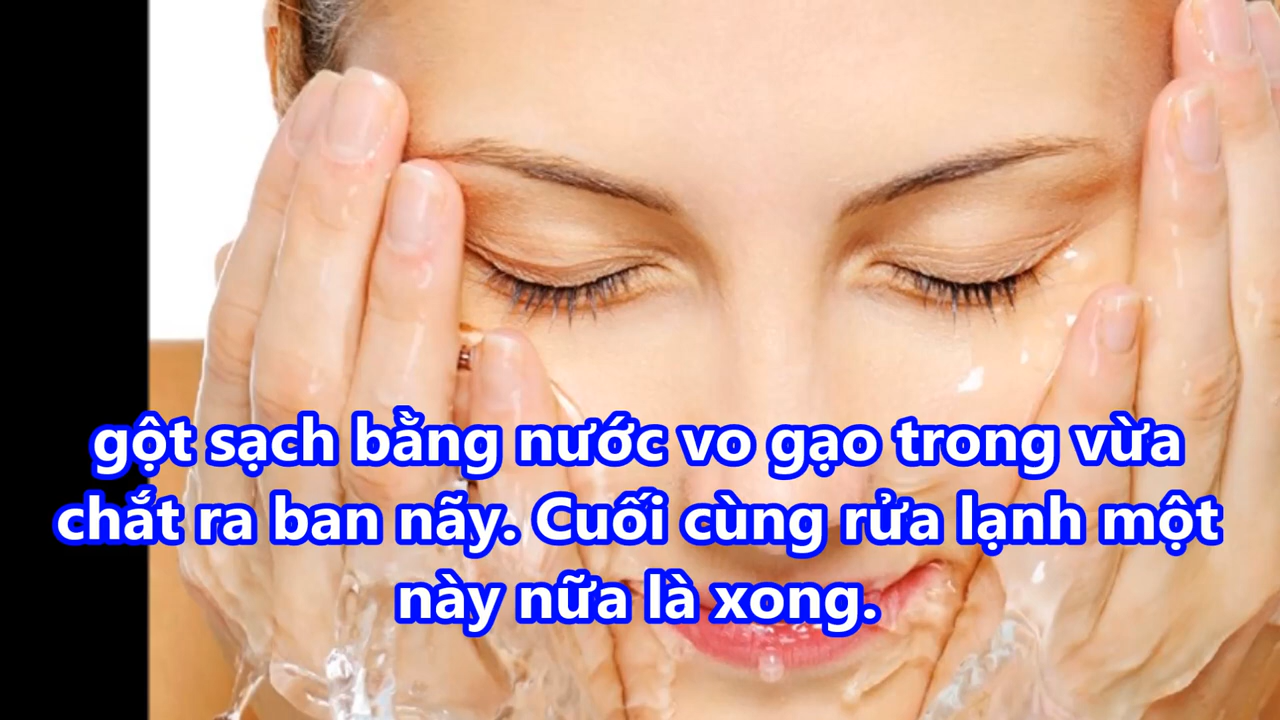 gột sạch bằng nước vo gạo trong vừa
chắt ra ban nãy. Cuối cùng rửa lạnh một
này nữa là xong.